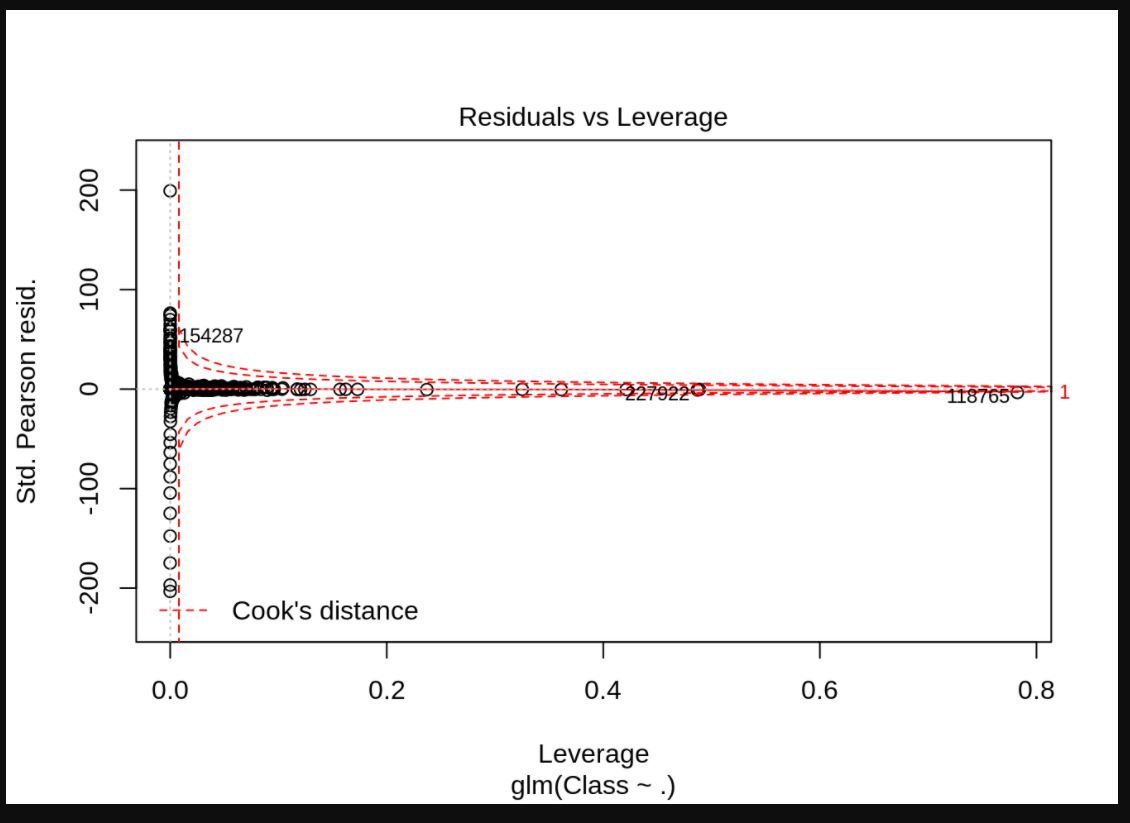 Residuals vs Leverage
Std. Pearson resid.
200
100
0
-100
-200
154287
227922
118765
1
Cook's distance
0.0 0.2 0.4 0.6 0.8
Leverage
glm(Class ~ .)